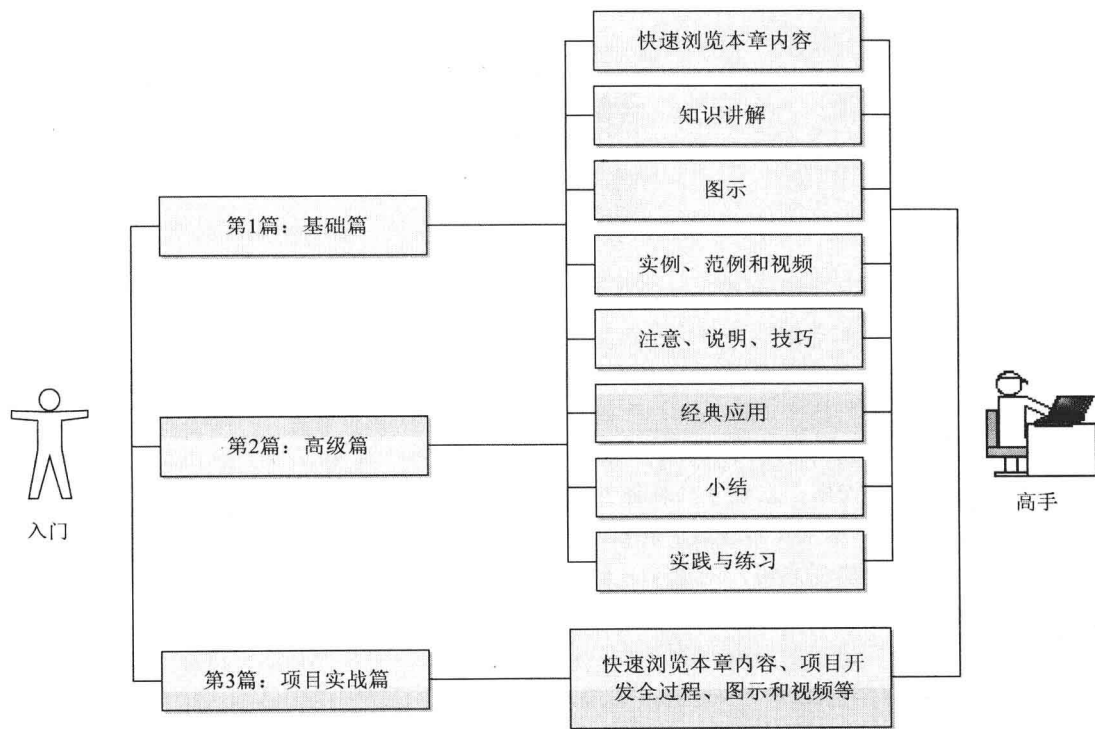 快速浏览本章内容
知识讲解
图示
第1篇：基础篇
实例、范例和视频
注意、说明、技巧
经典应用
第2篇：高级篇
小结
高手
入门
实践与练习
第3篇：项目实战篇
快速浏览本章内容、项目开
发全过程、图示和视频等